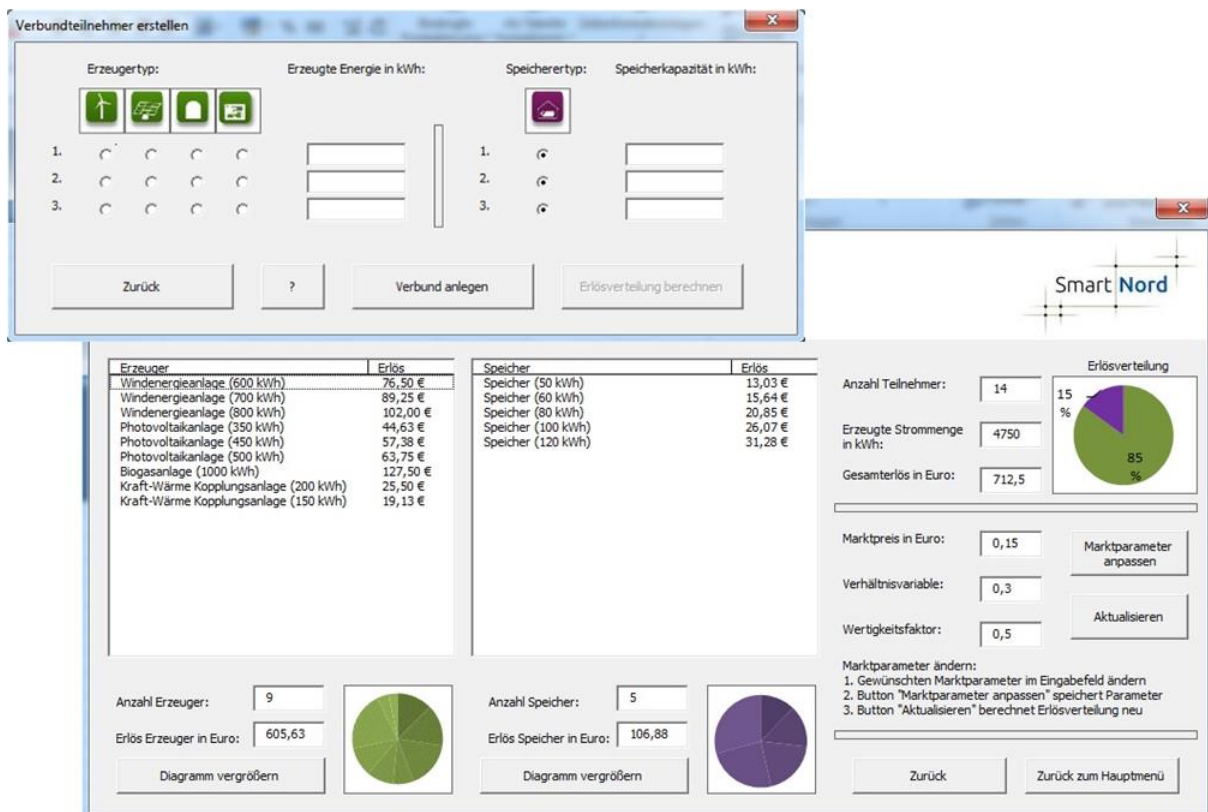 Verbundteilnehmer erstellen
Erzeugertyp: Erzeugte Energie in kWh: Speicherertyp: Speicherkapazität in kWh:
1. 1.
2. 2.
3. 3.
Zurück ? Verbund anlegen Erlösverteilung berechnen
Smart Nord
Erzeuger Erlös
Windenergieanlage (600 kWh) 76,50 €
Windenergieanlage (700 kWh) 89,25 €
Windenergieanlage (800 kWh) 102,00 €
Photovoltaikanlage (350 kWh) 44,63 €
Photovoltaikanlage (450 kWh) 57,38 €
Photovoltaikanlage (500 kWh) 63,75 €
Biogasanlage (1000 kWh) 127,50 €
Kraft-Wärme Kopplungsanlage (200 kWh) 25,50 €
Kraft-Wärme Kopplungsanlage (150 kWh) 19,13 €
Speicher Erlös
Speicher (50 kWh) 13,03 €
Speicher (60 kWh) 15,64 €
Speicher (80 kWh) 20,85 €
Speicher (100 kWh) 26,07 €
Speicher (120 kWh) 31,28 €
Anzahl Teilnehmer: 14
Erzeugte Strommenge
in kWh: 4750
Gesamterlös in Euro: 712,5
Erlösverteilung
15
%
85
%
Marktpreis in Euro: 0,15
Verhältnisvariable: 0,3
Wertigkeitsfaktor: 0,5
Marktparameter
anpassen
Aktualisieren
Marktparameter ändern:
1. Gewünschten Marktparameter im Eingabefeld ändern
2. Button "Marktparameter anpassen" speichert Parameter
3. Button "Aktualisieren" berechnet Erlösverteilung neu
Anzahl Erzeuger: 9
Erlös Erzeuger in Euro: 605,63
Diagramm vergrößern
Anzahl Speicher: 5
Erlös Speicher in Euro: 106,88
Diagramm vergrößern
Zurück Zurück zum Hauptmenü